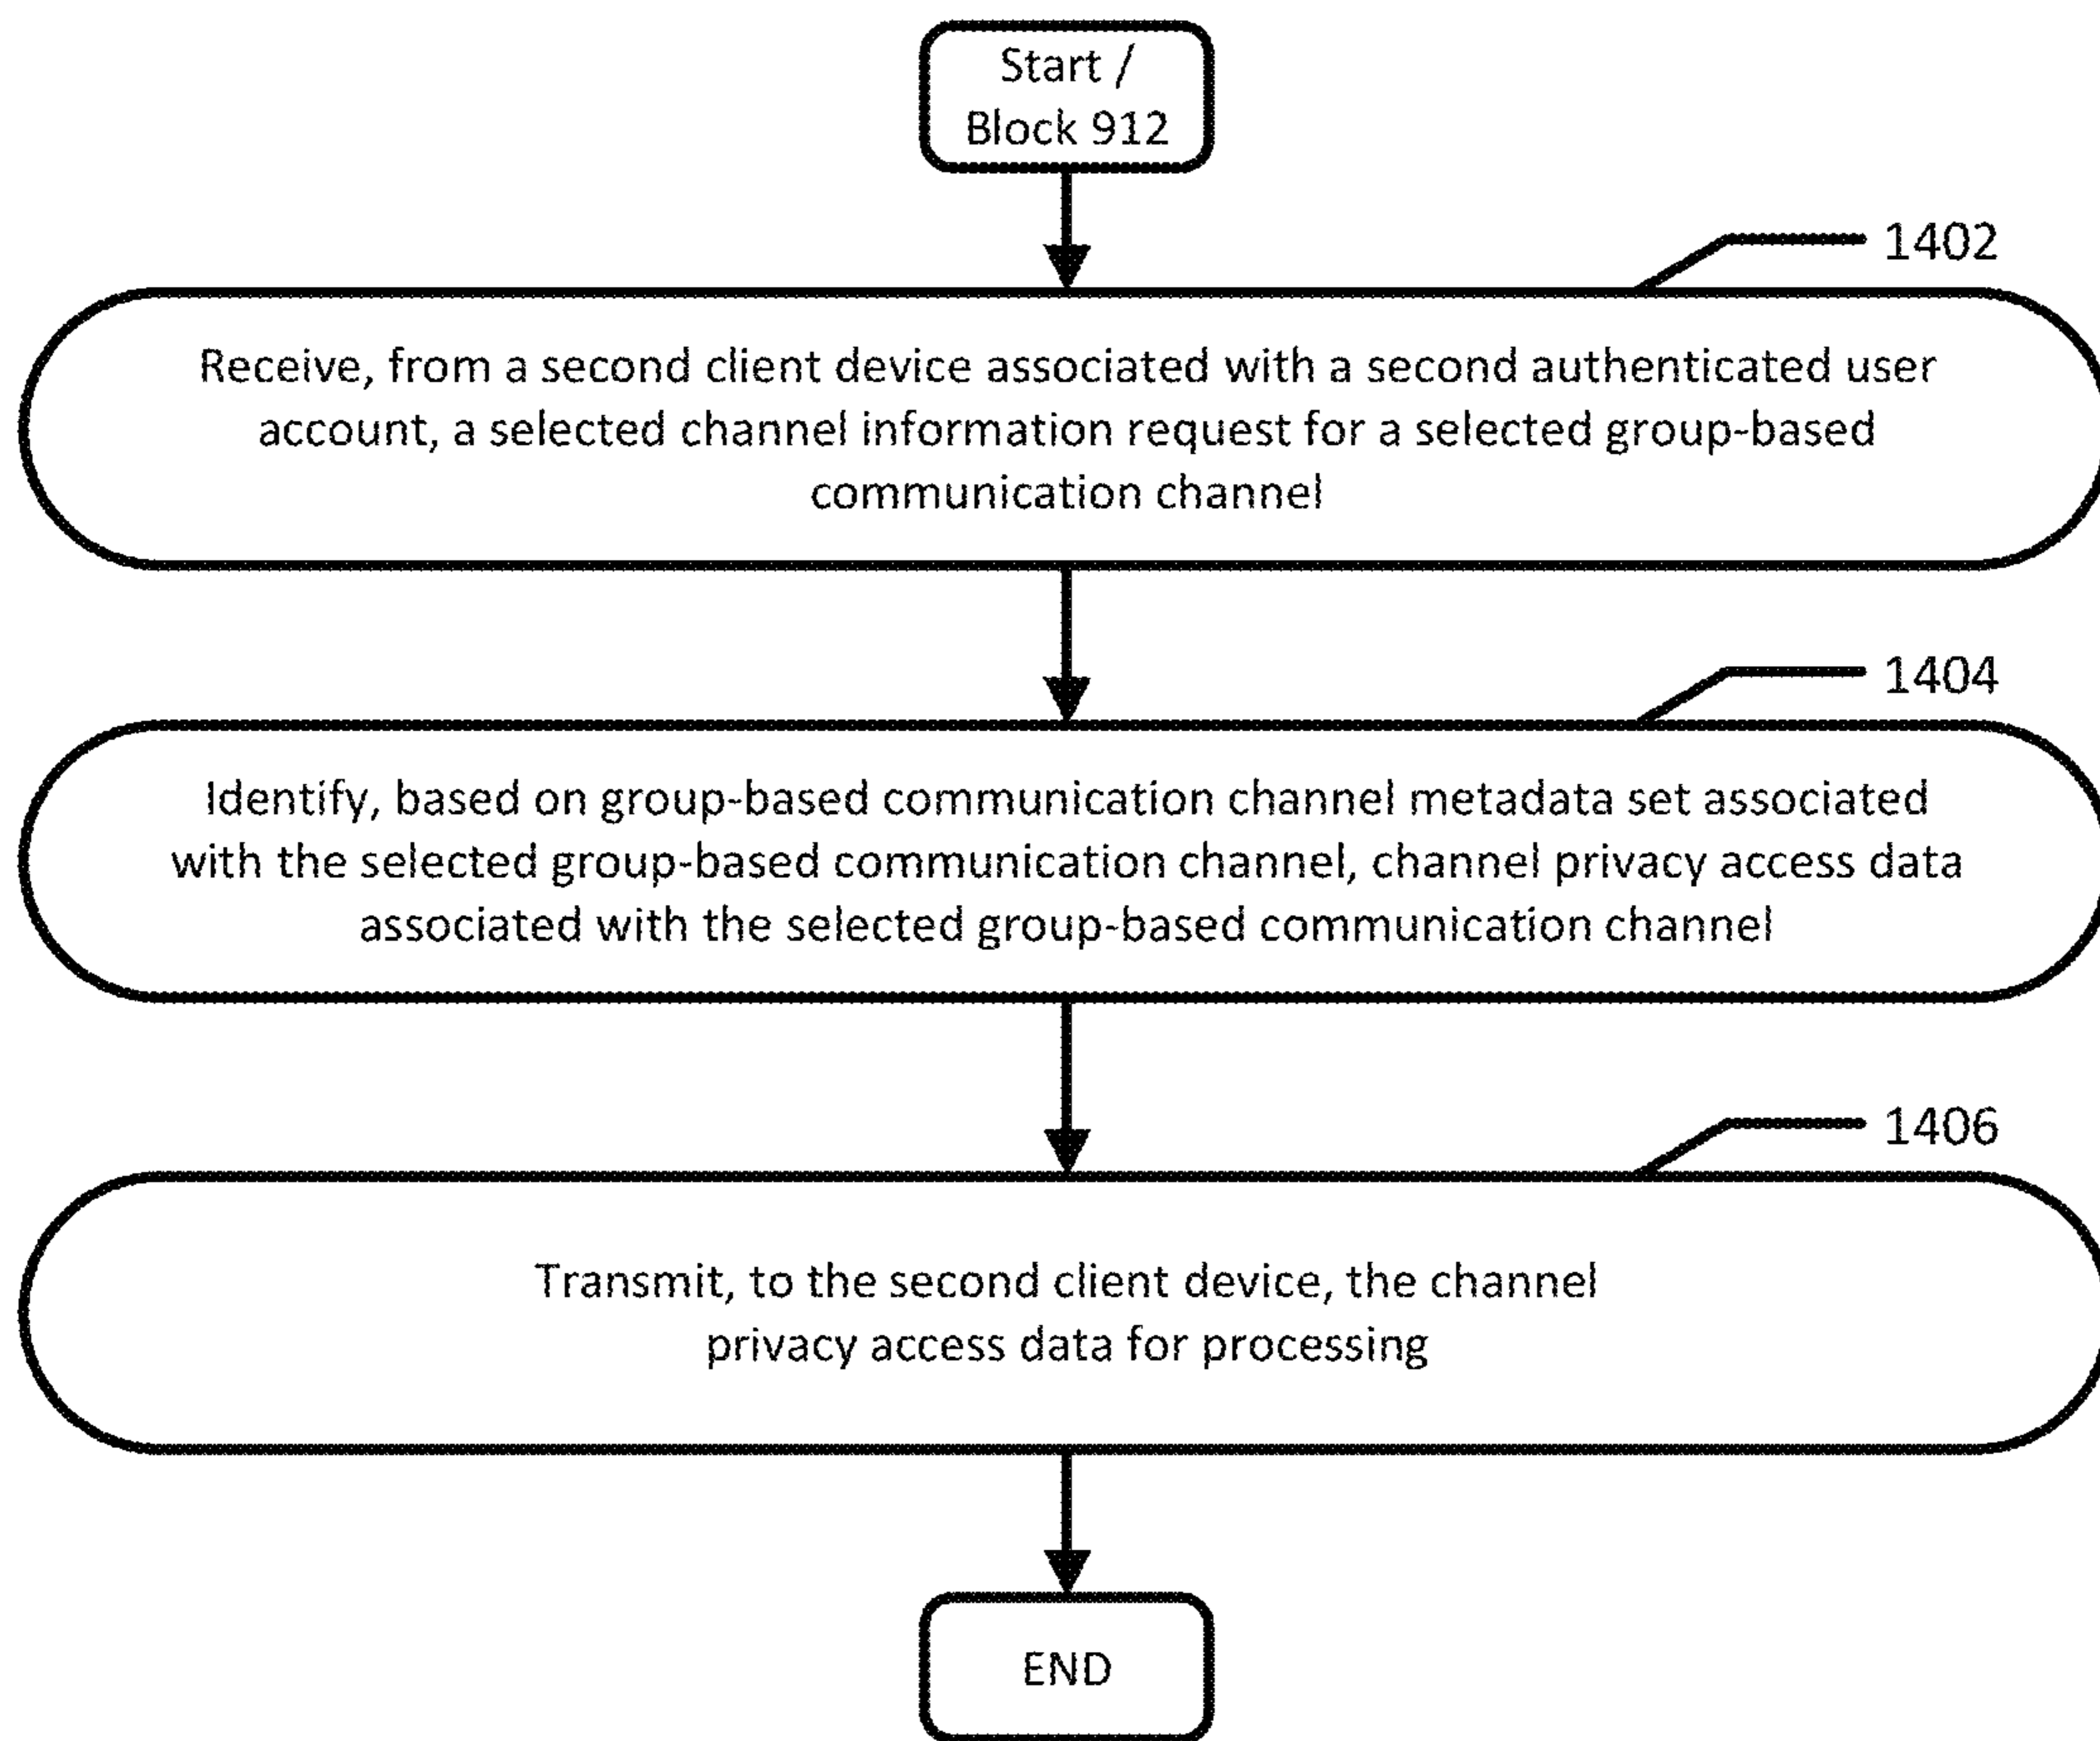 Start /
Block 912
1402
Receive, from a second client device associated with a second authenticated user
account, a selected channel information request for a selected group-based
communication channel
1404
Identify, based on group-based communication channel metadata set associated
with the selected group-based communication channel, channel privacy access data
associated with the selected group-based communication channel
1406
Transmit, to the second client device, the channel
privacy access data for processing
END